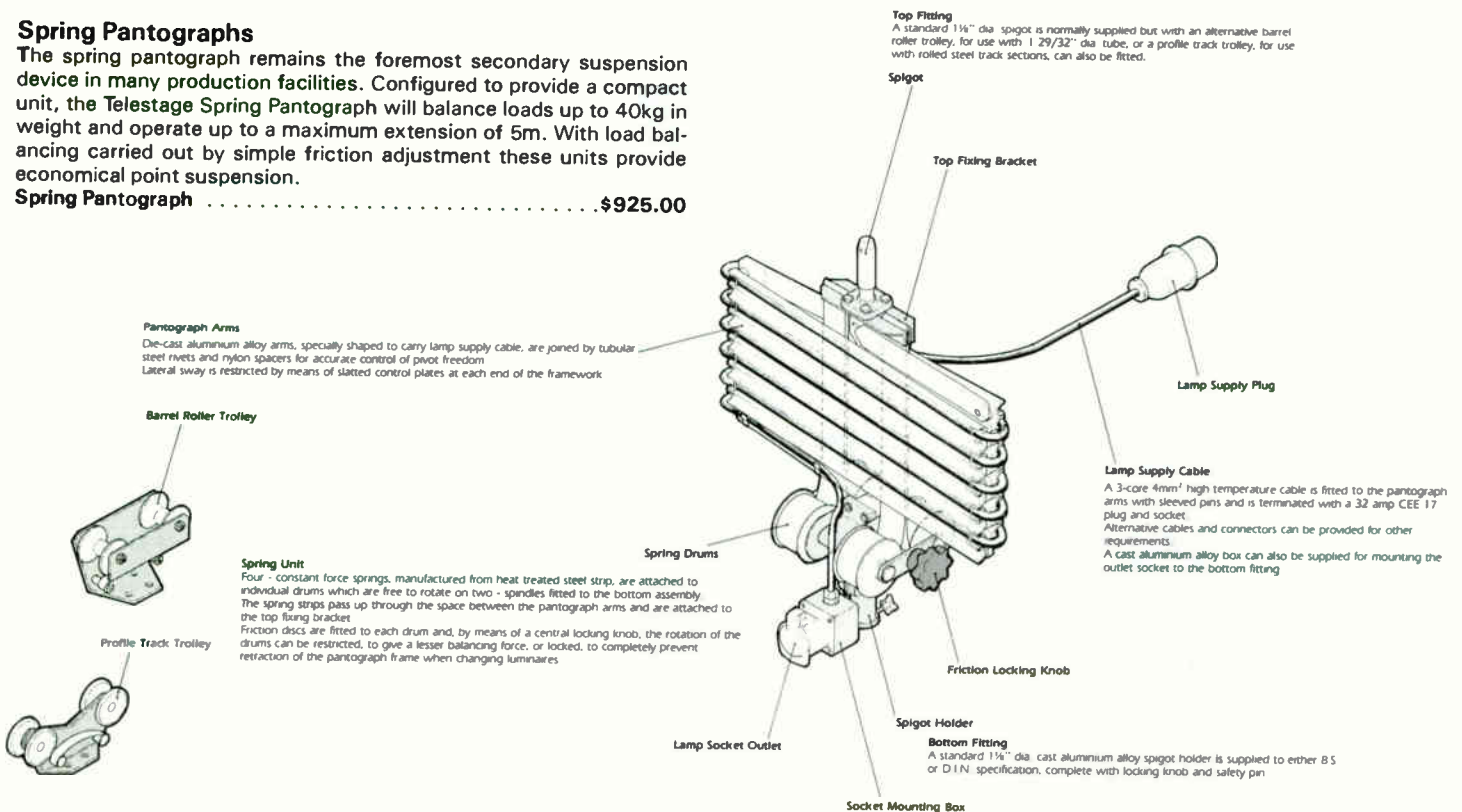 Spring Pantographs
The spring pantograph remains the foremost secondary suspension
device in many production facilities. Configured to provide a compact
unit, the Telestage Spring Pantograph will balance loads up to 40kg in
weight and operate up to a maximum extension of 5m. With load bal-
ancing carried out by simple friction adjustment these units provide
economical point suspension.
Spring Pantograph . . . . . . . . . . . . . . . . . . . . . . . . . . . . . $925.00
Top Fitting
A standard 1⅛" dia spigot is normally supplied but with an alternative barrel
roller trolley, for use with 1 29/32" dia tube, or a profile track trolley, for use
with rolled steel track sections, can also be fitted.
Spigot
Top Fixing Bracket
Pantograph Arms
Die-cast aluminium alloy arms, specially shaped to carry lamp supply cable, are joined by tubular
steel rivets and nylon spacers for accurate control of pivot freedom
Lateral sway is restricted by means of slatted control plates at each end of the framework
Lamp Supply Plug
Barrel Roller Trolley
Lamp Supply Cable
A 3-core 4mm² high temperature cable is fitted to the pantograph
arms with sleeved pins and is terminated with a 32 amp CEE 17
plug and socket
Alternative cables and connectors can be provided for other
requirements
A cast aluminium alloy box can also be supplied for mounting the
outlet socket to the bottom fitting
Spring Drums
Spring Unit
Four - constant force springs, manufactured from heat treated steel strip, are attached to
individual drums which are free to rotate on two - spindles fitted to the bottom assembly
The spring strips pass up through the space between the pantograph arms and are attached to
the top fixing bracket
Friction discs are fitted to each drum and, by means of a central locking knob, the rotation of the
drums can be restricted, to give a lesser balancing force, or locked, to completely prevent
retraction of the pantograph frame when changing luminaires
Profile Track Trolley
Friction Locking Knob
Spigot Holder
Lamp Socket Outlet
Bottom Fitting
A standard 1⅛" dia cast aluminium alloy spigot holder is supplied to either B S
or D I N specification, complete with locking knob and safety pin
Socket Mounting Box